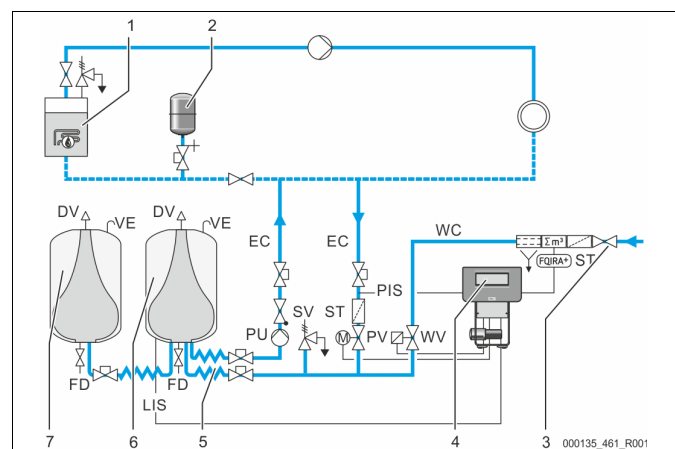 1
2
DV
VE
DV
VE
EC
EC
WC
Σm³
FQIRA+
ST
PIS
SV
ST
PU
M
PV
WV
FD
FD
LIS
7
6
5
4
3
000135_461_R001